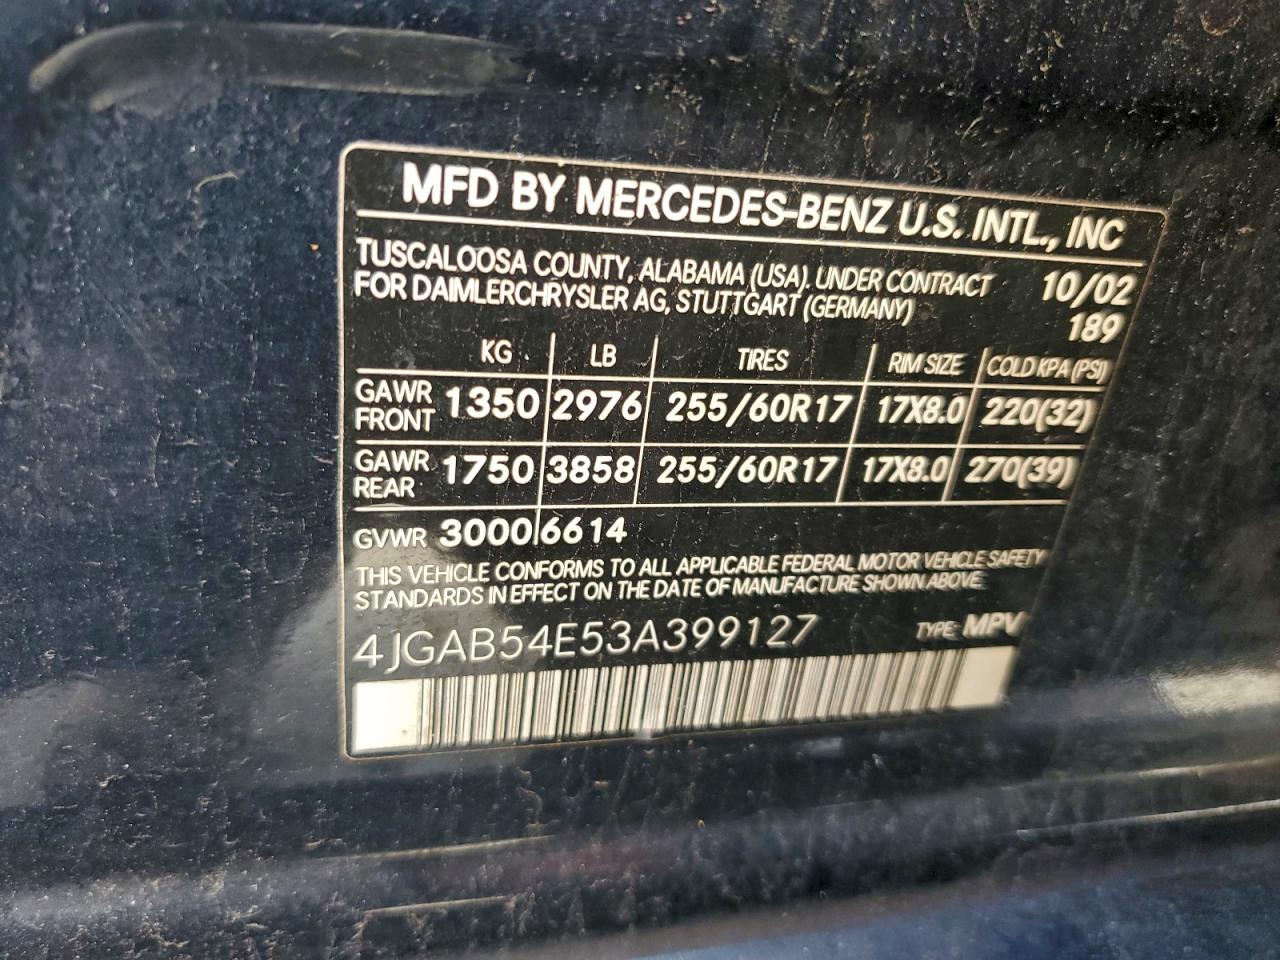 MFD BY MERCEDES-BENZ U.S. INTL., INC
TUSCALOOSA COUNTY, ALABAMA (USA). UNDER CONTRACT 10/02
FOR DAIMLERCHRYSLER AG, STUTTGART (GERMANY)
189
KG LB TIRES RIM SIZE COLD KPA (PSI)
GAWR FRONT 1350 2976 255/60R17 17X8.0 220(32)
GAWR REAR 1750 3858 255/60R17 17X8.0 270(39)
GVWR 3000 6614
THIS VEHICLE CONFORMS TO ALL APPLICABLE FEDERAL MOTOR VEHICLE SAFETY
STANDARDS IN EFFECT ON THE DATE OF MANUFACTURE SHOWN ABOVE.
4JGAB54E53A399127 TYPE: MPV